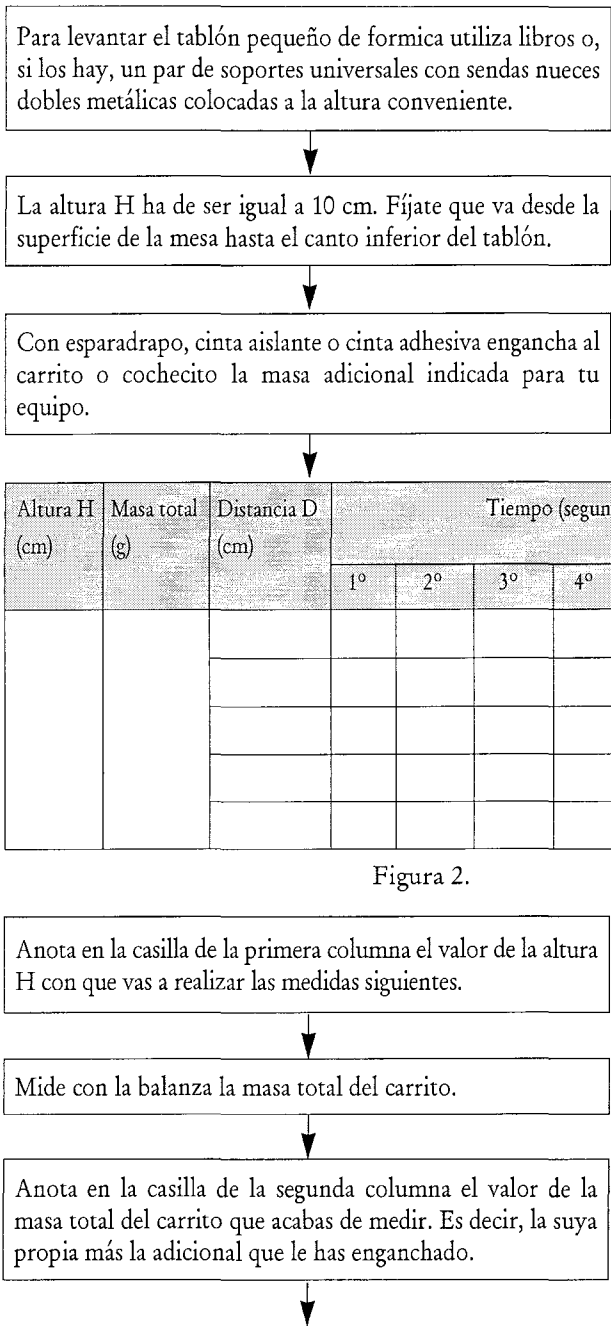 Para levantar el tablón pequeño de formica utiliza libros o,
si los hay, un par de soportes universales con sendas nueces
dobles metálicas colocadas a la altura conveniente.
La altura H ha de ser igual a 10 cm. Fíjate que va desde la
superficie de la mesa hasta el canto inferior del tablón.
Con esparadrapo, cinta aislante o cinta adhesiva engancha al
carrito o cochecito la masa adicional indicada para tu
equipo.
Altura H Masa total Distancia D Tiempo (segun
(cm) (g) (cm)
1º 2º 3º 4º
Figura 2.
Anota en la casilla de la primera columna el valor de la altura
H con que vas a realizar las medidas siguientes.
Mide con la balanza la masa total del carrito.
Anota en la casilla de la segunda columna el valor de la
masa total del carrito que acabas de medir. Es decir, la suya
propia más la adicional que le has enganchado.